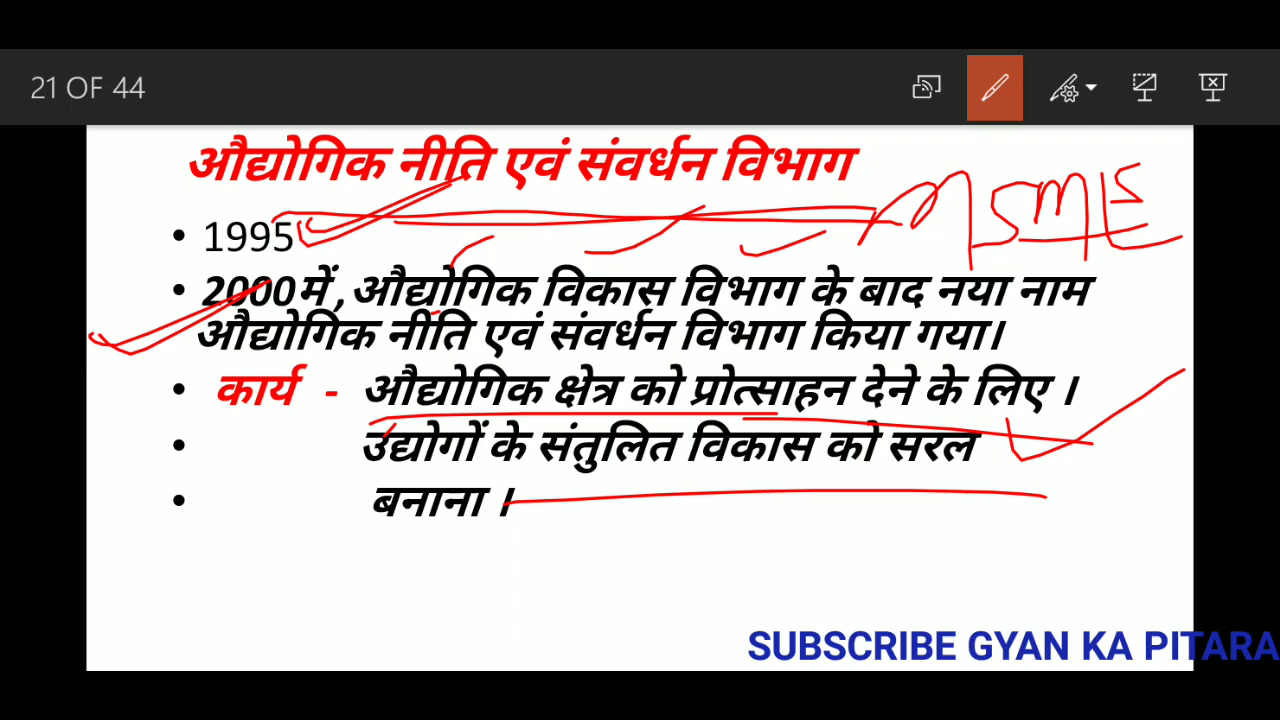 21 OF 44
औद्योगिक नीति एवं संवर्धन विभाग
MSME
• 1995
• 2000 में , औद्योगिक विकास विभाग के बाद नया नाम
औद्योगिक नीति एवं संवर्धन विभाग किया गया।
• कार्य - औद्योगिक क्षेत्र को प्रोत्साहन देने के लिए ।
• उद्योगों के संतुलित विकास को सरल
• बनाना ।
SUBSCRIBE GYAN KA PITARA